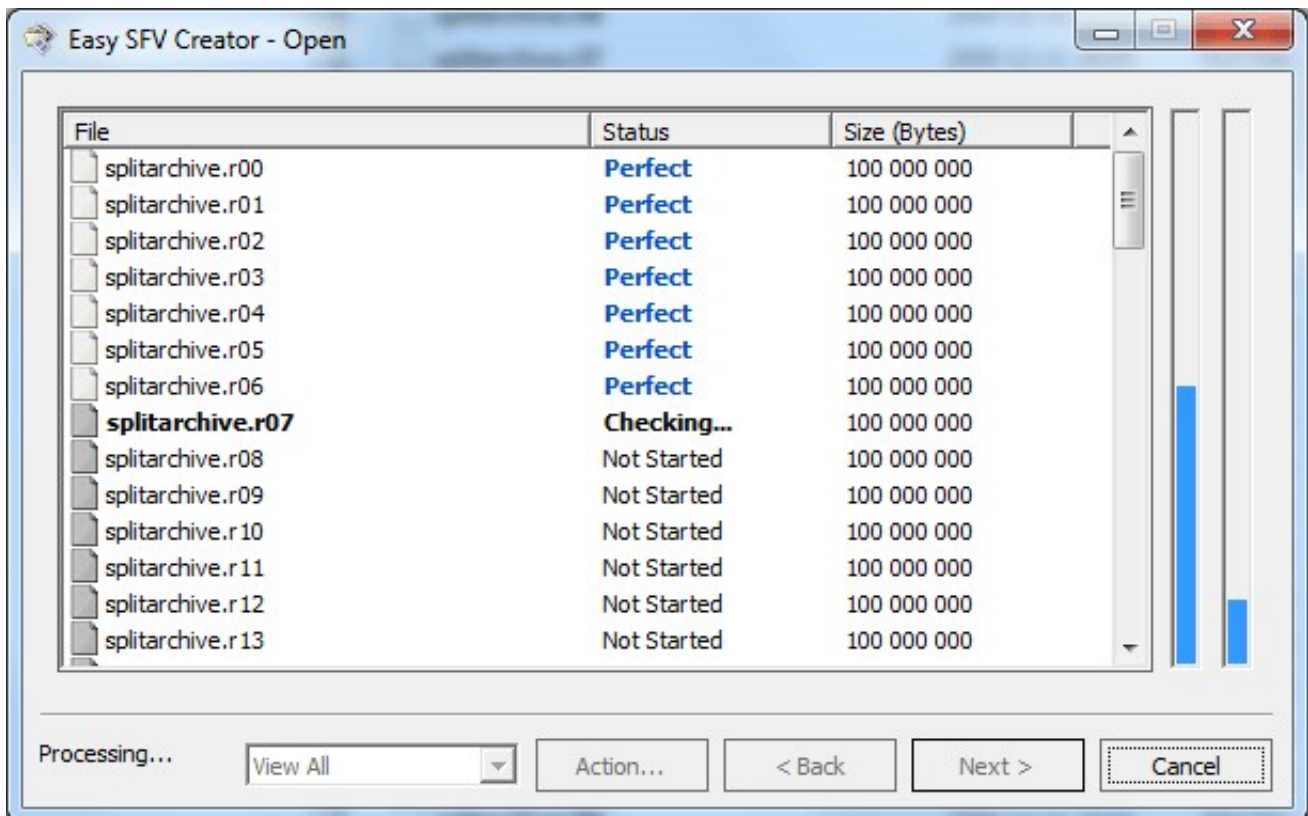 Easy SFV Creator - Open
File Status Size (Bytes)
splitarchive.r00 Perfect 100 000 000
splitarchive.r01 Perfect 100 000 000
splitarchive.r02 Perfect 100 000 000
splitarchive.r03 Perfect 100 000 000
splitarchive.r04 Perfect 100 000 000
splitarchive.r05 Perfect 100 000 000
splitarchive.r06 Perfect 100 000 000
splitarchive.r07 Checking... 100 000 000
splitarchive.r08 Not Started 100 000 000
splitarchive.r09 Not Started 100 000 000
splitarchive.r10 Not Started 100 000 000
splitarchive.r11 Not Started 100 000 000
splitarchive.r12 Not Started 100 000 000
splitarchive.r13 Not Started 100 000 000
Processing... View All Action... < Back Next > Cancel